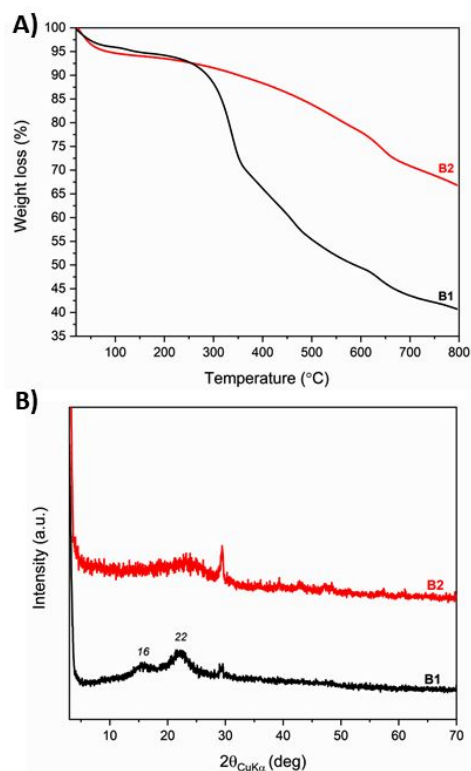 A)
100
95
90
85
80
75
70
65
60
55
50
45
40
35
Weight loss (%)
B2
B1
100 200 300 400 500 600 700 800
Temperature (°C)
B)
Intensity (a.u.)
B2
16
22
B1
10 20 30 40 50 60 70
2θCuKα (deg)